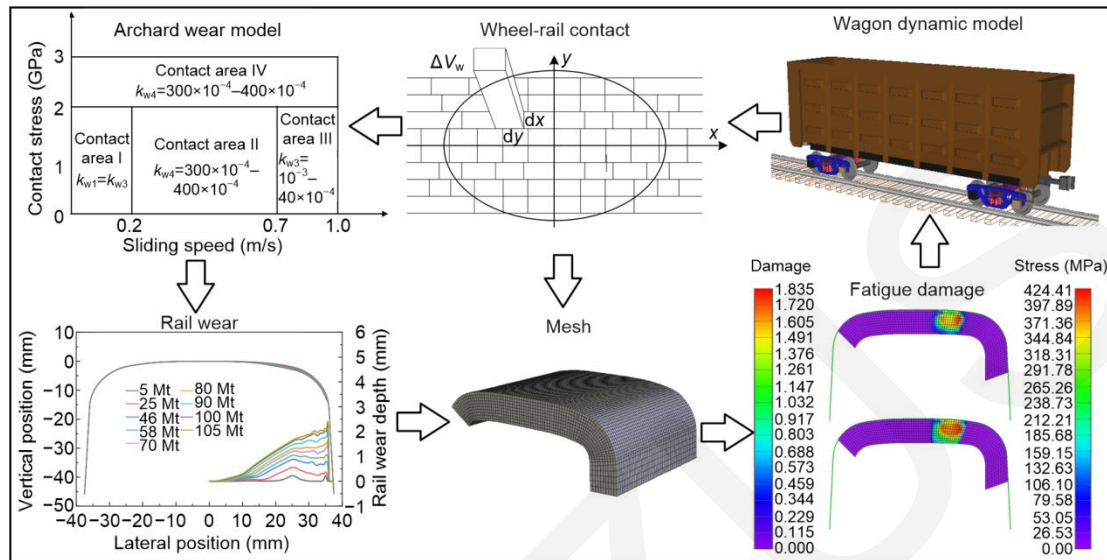 Archard wear model
Contact stress (GPa)
3
2
1
0
Contact area IV
k_w4=300×10⁻⁴–400×10⁻⁴
Contact
area I
k_w1=k_w3
Contact area II
k_w4=300×10⁻⁴–
400×10⁻⁴
Contact
area III
k_w3=
10⁻³–
40×10⁻⁴
0.2
0.7
1.0
Sliding speed (m/s)
Wheel-rail contact
ΔV_w
y
dx
dy
x
Wagon dynamic model
Rail wear
Vertical position (mm)
10
0
−10
−20
−30
−40
−50
5 Mt
25 Mt
46 Mt
58 Mt
70 Mt
80 Mt
90 Mt
100 Mt
105 Mt
6
5
4
3
2
1
0
−1
Rail wear depth (mm)
−40 −30 −20 −10 0 10 20 30 40
Lateral position (mm)
Mesh
Damage
1.835
1.720
1.605
1.491
1.376
1.261
1.147
1.032
0.917
0.803
0.688
0.573
0.459
0.344
0.229
0.115
0.000
Fatigue damage
Stress (MPa)
424.41
397.89
371.36
344.84
318.31
291.78
265.26
238.73
212.21
185.68
159.15
132.63
106.10
79.58
53.05
26.53
0.00